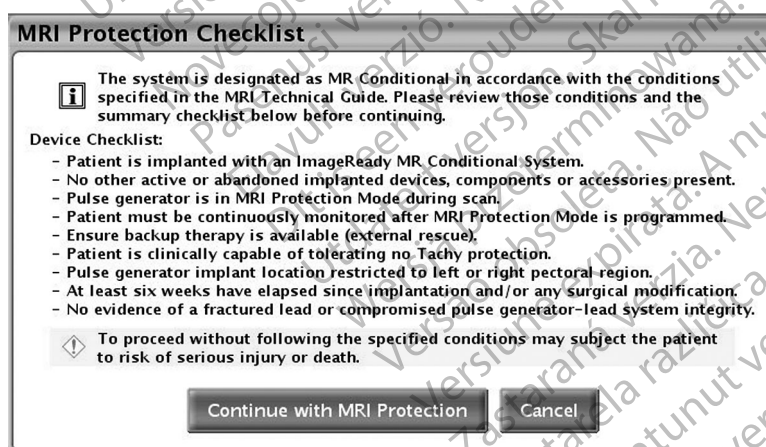 MRI Protection Checklist
The system is designated as MR Conditional in accordance with the conditions
specified in the MRI Technical Guide. Please review those conditions and the
summary checklist below before continuing.
Device Checklist:
- Patient is implanted with an ImageReady MR Conditional System.
- No other active or abandoned implanted devices, components or accessories present.
- Pulse generator is in MRI Protection Mode during scan.
- Patient must be continuously monitored after MRI Protection Mode is programmed.
- Ensure backup therapy is available (external rescue).
- Patient is clinically capable of tolerating no Tachy protection.
- Pulse generator implant location restricted to left or right pectoral region.
- At least six weeks have elapsed since implantation and/or any surgical modification.
- No evidence of a fractured lead or compromised pulse generator-lead system integrity.
To proceed without following the specified conditions may subject the patient
to risk of serious injury or death.
Continue with MRI Protection Cancel